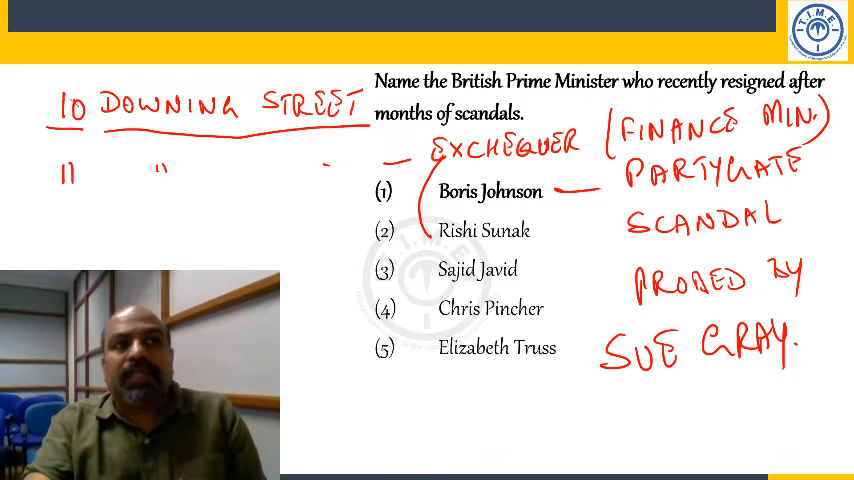 T.I.M.E.
Name the British Prime Minister who recently resigned after
months of scandals.
10 DOWNING STREET
11 " "
— EXCHEQUER (FINANCE MIN.)
(1) Boris Johnson — PARTYGATE
SCANDAL
(2) Rishi Sunak
(3) Sajid Javid
PROBED BY
(4) Chris Pincher
(5) Elizabeth Truss
SUE GRAY.
T.I.M.E.